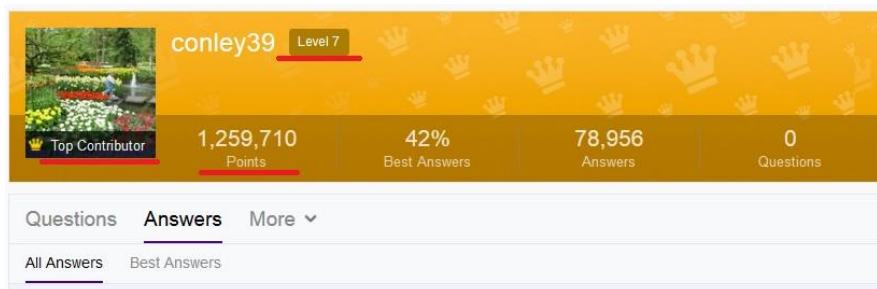 conley39 Level 7
Top Contributor
1,259,710 42% 78,956 0
Points Best Answers Answers Questions
Questions Answers More
All Answers Best Answers